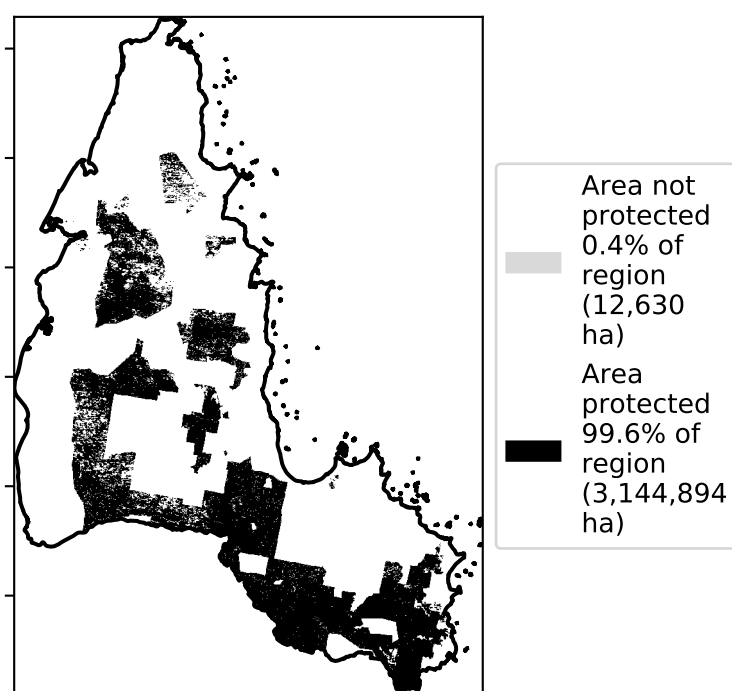 Area not
protected
0.4% of
region
(12,630
ha)
Area
protected
99.6% of
region
(3,144,894
ha)